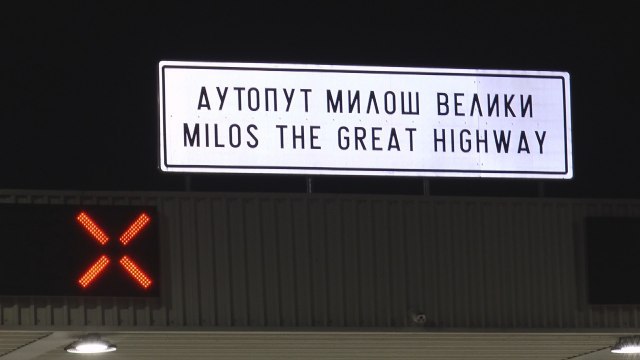 АУТОПУТ МИЛОШ ВЕЛИКИ
MILOS THE GREAT HIGHWAY